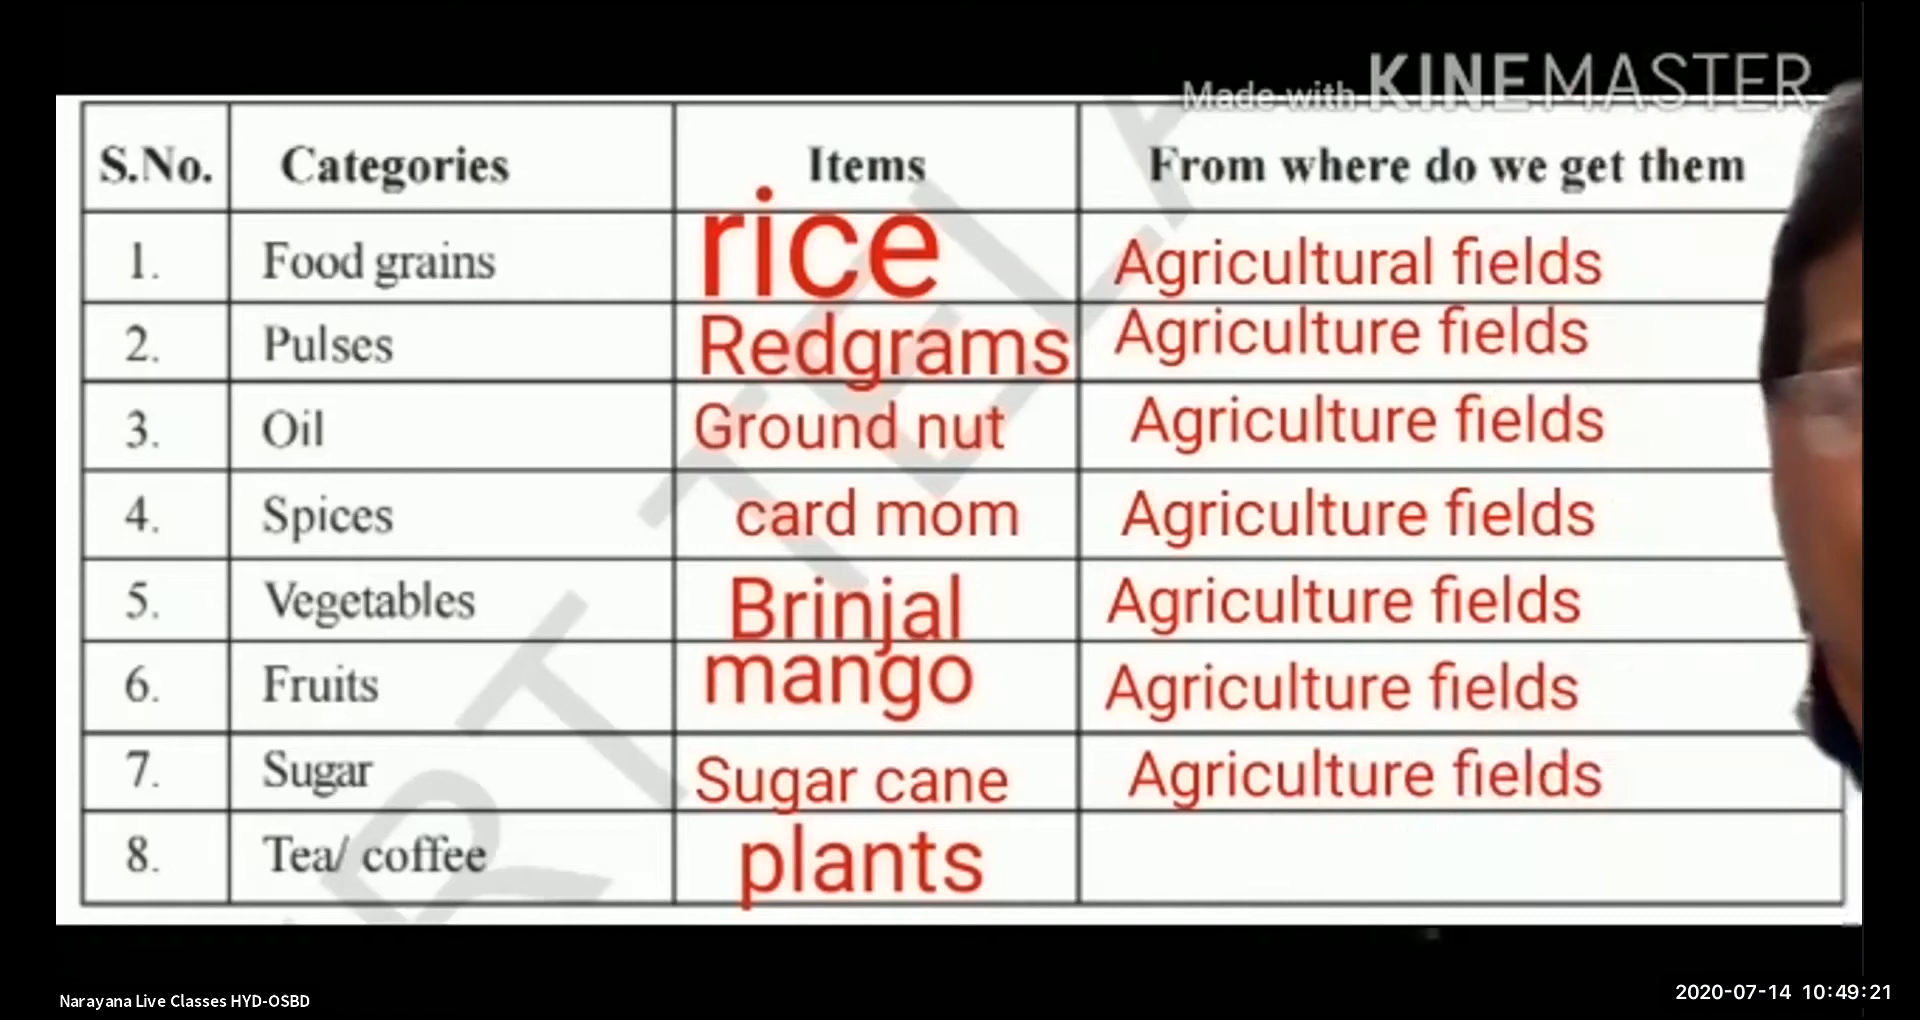 Made with KINEMASTER
S.No. Categories Items From where do we get them
1. Food grains rice Agricultural fields
2. Pulses Redgrams Agriculture fields
3. Oil Ground nut Agriculture fields
4. Spices card mom Agriculture fields
5. Vegetables Brinjal Agriculture fields
6. Fruits mango Agriculture fields
7. Sugar Sugar cane Agriculture fields
8. Tea/ coffee plants
Narayana Live Classes HYD-OSBD
2020-07-14 10:49:21